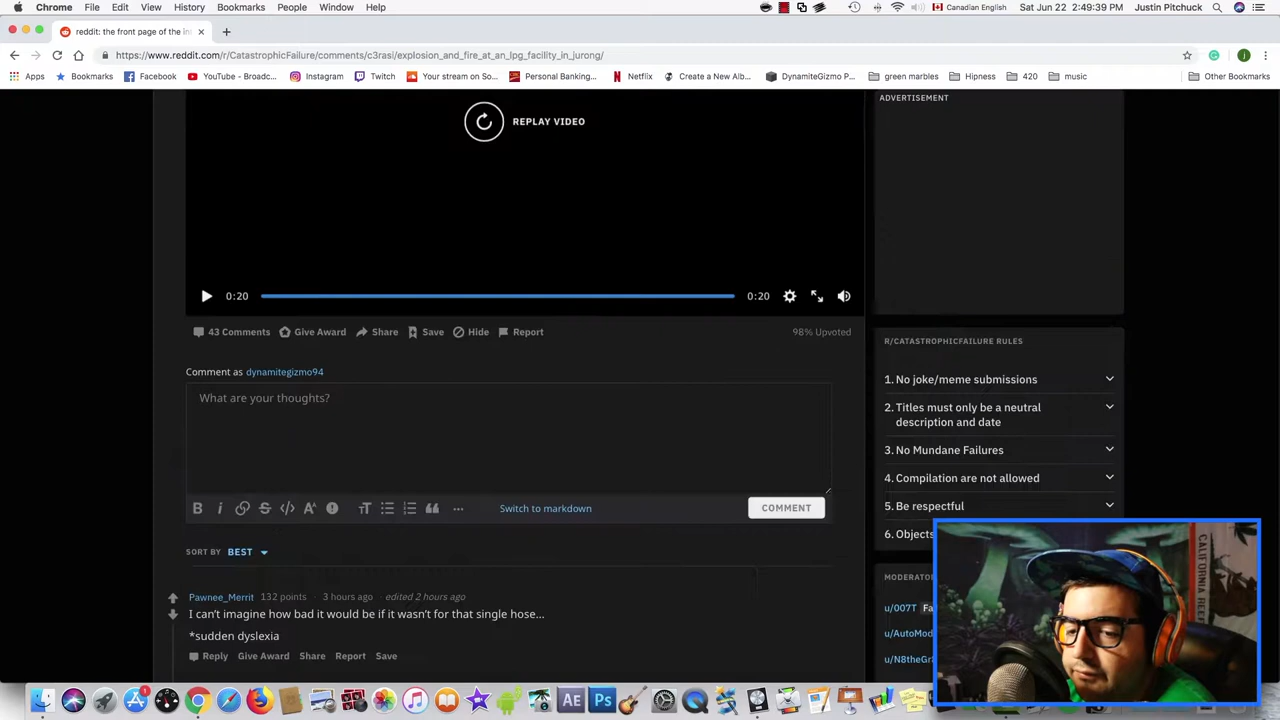 Chrome File Edit View History Bookmarks People Window Help Canadian English Sat Jun 22 2:49:39 PM Justin Pitchuck
reddit: the front page of the in
https://www.reddit.com/r/CatastrophicFailure/comments/c3rasi/explosion_and_fire_at_an_lpg_facility_in_jurong/
Apps Bookmarks Facebook YouTube - Broadc... Instagram Twitch Your stream on So... Personal Banking... Netflix Create a New Alb... DynamiteGizmo P... green marbles Hipness 420 music Other Bookmarks
ADVERTISEMENT
REPLAY VIDEO
0:20 0:20
43 Comments Give Award Share Save Hide Report 98% Upvoted
R/CATASTROPHICFAILURE RULES
Comment as dynamitegizmo94
1. No joke/meme submissions
What are your thoughts?
2. Titles must only be a neutral
description and date
3. No Mundane Failures
4. Compilation are not allowed
5. Be respectful
B i Switch to markdown COMMENT
6. Objects
SORT BY BEST
MODERATO
Pawnee_Merrit 132 points · 3 hours ago · edited 2 hours ago
u/007T Fa
I can't imagine how bad it would be if it wasn't for that single hose...
*sudden dyslexia
u/AutoMod
Reply Give Award Share Report Save
u/N8theGr8
CALIFORNIA REP
AE Ps